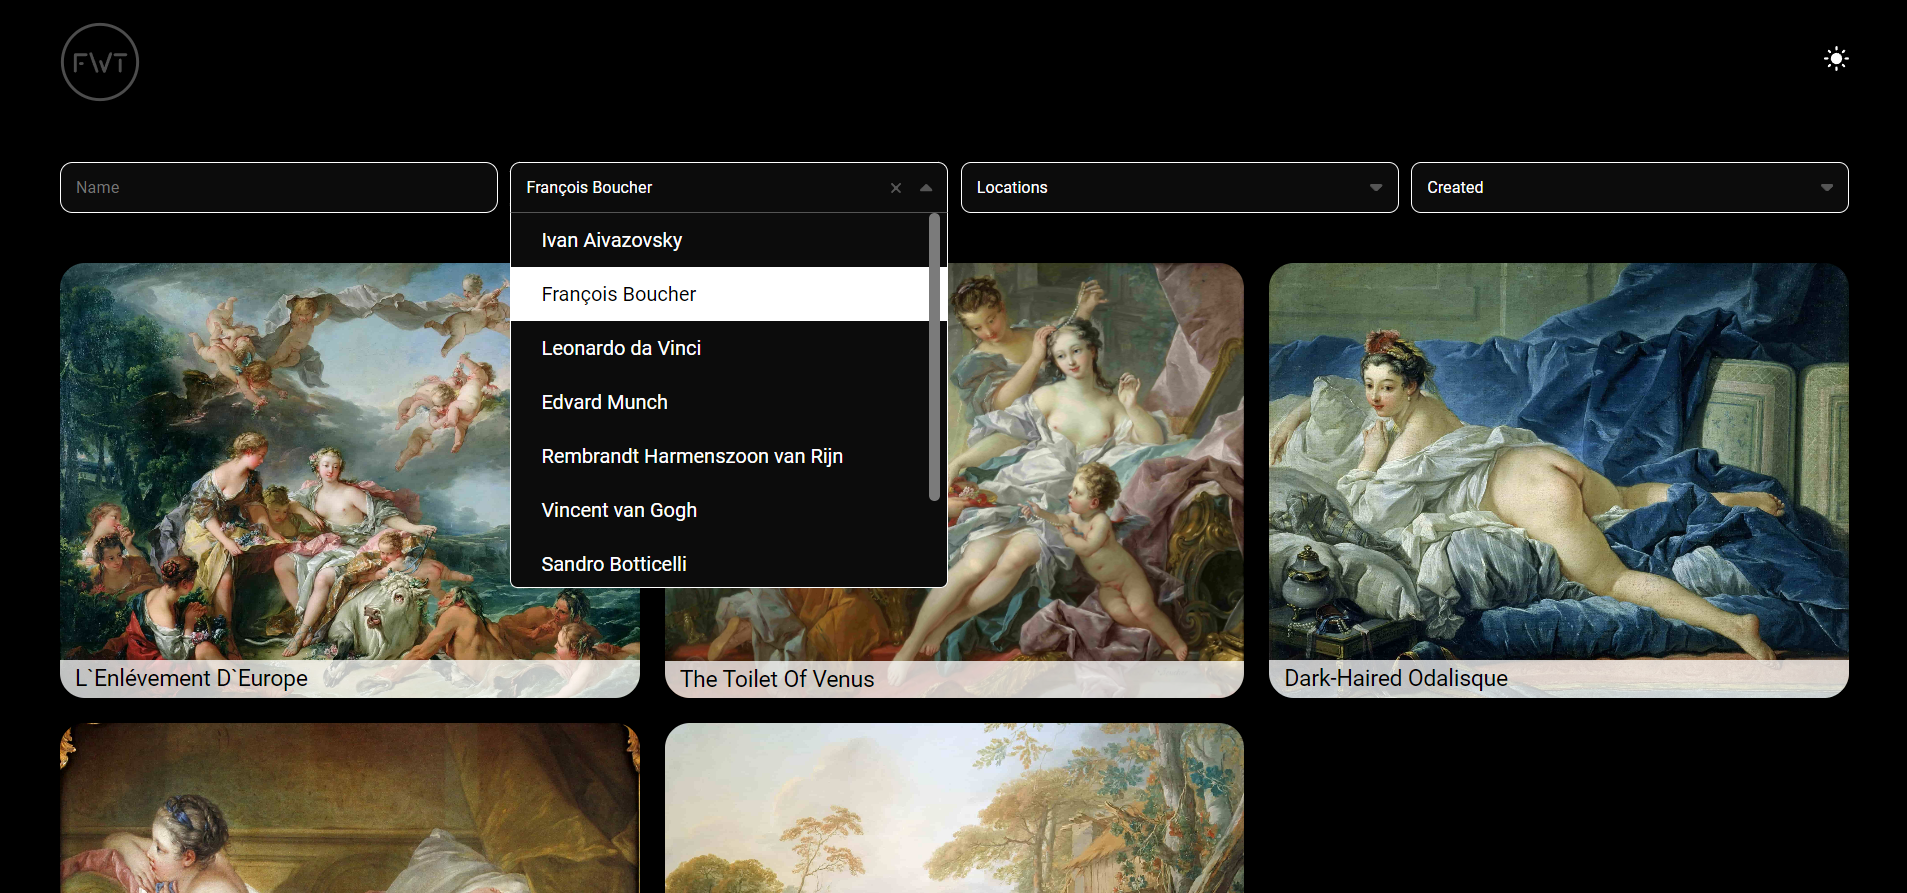 FWT
Name
François Boucher
Locations
Created
Ivan Aivazovsky
François Boucher
Leonardo da Vinci
Edvard Munch
Rembrandt Harmenszoon van Rijn
Vincent van Gogh
Sandro Botticelli
L`Enlévement D`Europe
The Toilet Of Venus
Dark-Haired Odalisque